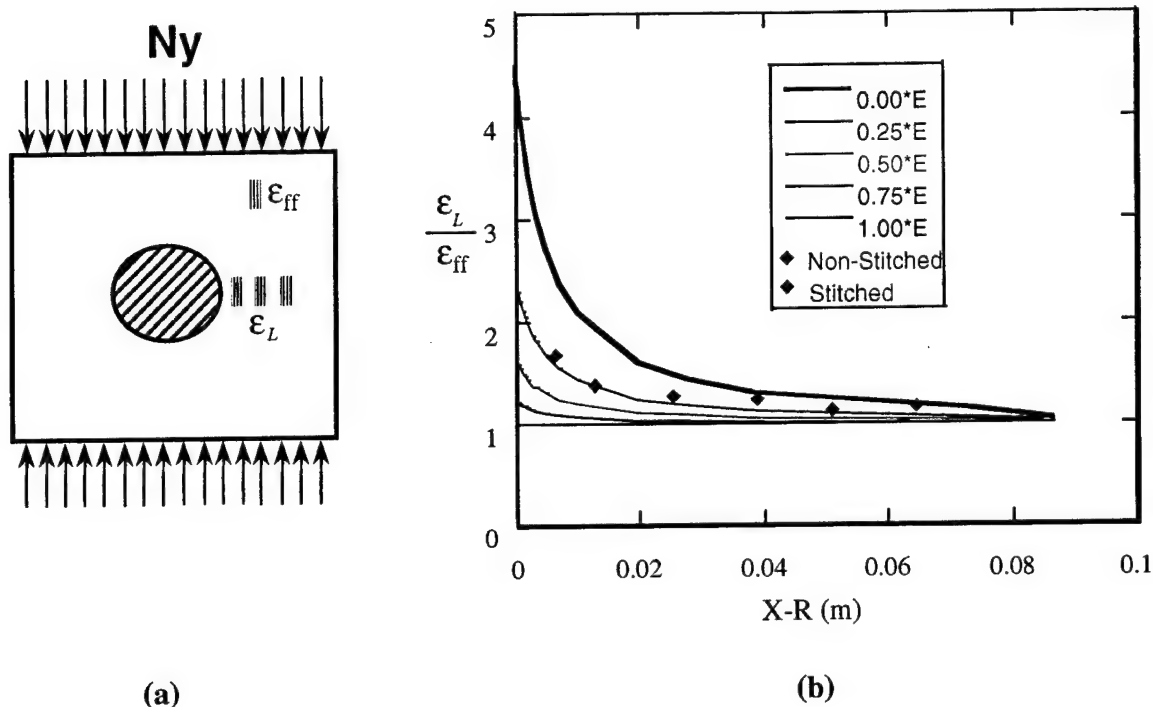 Ny
ε_ff
ε_L
(a)
ε_L
ε_ff
5
4
3
2
1
0
0.00*E
0.25*E
0.50*E
0.75*E
1.00*E
Non-Stitched
Stitched
0 0.02 0.04 0.06 0.08 0.1
X-R (m)
(b)